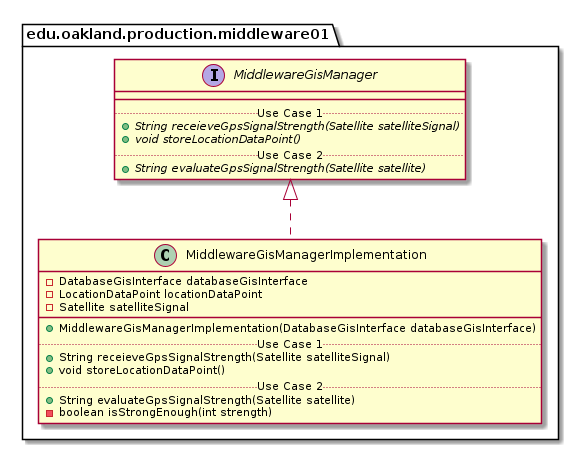 edu.oakland.production.middleware01
I MiddlewareGisManager
Use Case 1
String receieveGpsSignalStrength(Satellite satelliteSignal)
void storeLocationDataPoint()
Use Case 2
String evaluateGpsSignalStrength(Satellite satellite)
C MiddlewareGisManagerImplementation
DatabaseGisInterface databaseGisInterface
LocationDataPoint locationDataPoint
Satellite satelliteSignal
MiddlewareGisManagerImplementation(DatabaseGisInterface databaseGisInterface)
Use Case 1
String receieveGpsSignalStrength(Satellite satelliteSignal)
void storeLocationDataPoint()
Use Case 2
String evaluateGpsSignalStrength(Satellite satellite)
boolean isStrongEnough(int strength)